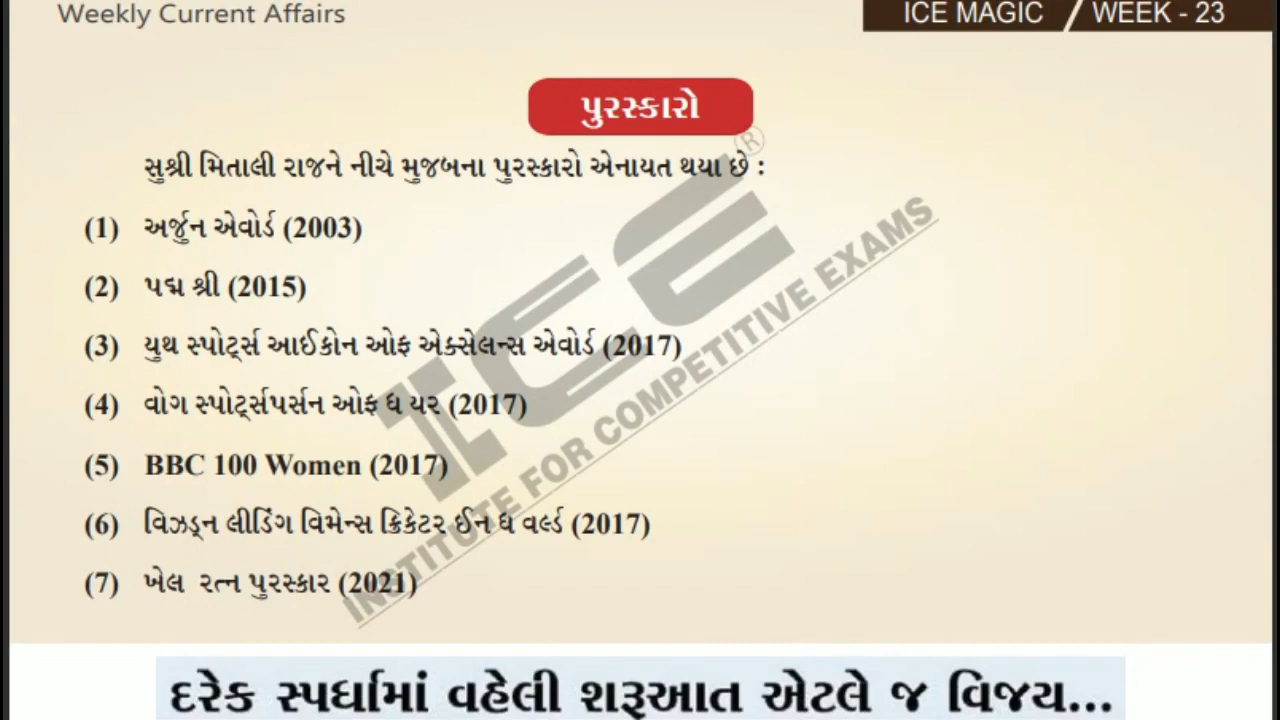 Weekly Current Affairs
ICE MAGIC / WEEK - 23
પુરસ્કારો
સુશ્રી મિતાલી રાજને નીચે મુજબના પુરસ્કારો એનાયત થયા છે :
(1) અર્જુન એવોર્ડ (2003)
(2) પદ્મ શ્રી (2015)
(3) યુથ સ્પોર્ટ્સ આઈકોન ઓફ એક્સેલન્સ એવોર્ડ (2017)
(4) વોગ સ્પોર્ટ્સપર્સન ઓફ ધ યર (2017)
(5) BBC 100 Women (2017)
(6) વિઝડ્ન લીડિંગ વિમેન્સ ક્રિકેટર ઈન ધ વર્લ્ડ (2017)
(7) ખેલ રત્ન પુરસ્કાર (2021)
ICE ®
INSTITUTE FOR COMPETITIVE EXAMS
દરેક સ્પર્ધામાં વહેલી શરૂઆત એટલે જ વિજય...